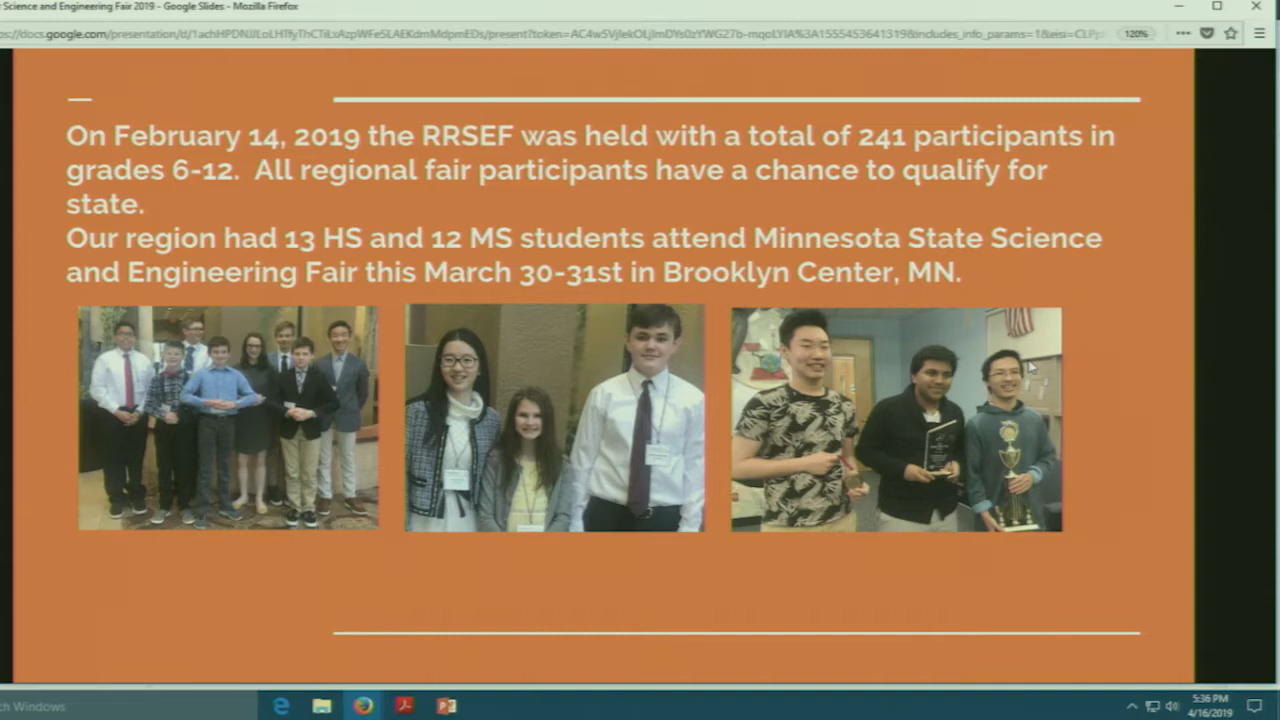 Science and Engineering Fair 2019 - Google Slides - Mozilla Firefox
120%
On February 14, 2019 the RRSEF was held with a total of 241 participants in
grades 6-12.  All regional fair participants have a chance to qualify for
state.
Our region had 13 HS and 12 MS students attend Minnesota State Science
and Engineering Fair this March 30-31st in Brooklyn Center, MN.
ch Windows
5:36 PM
4/16/2019